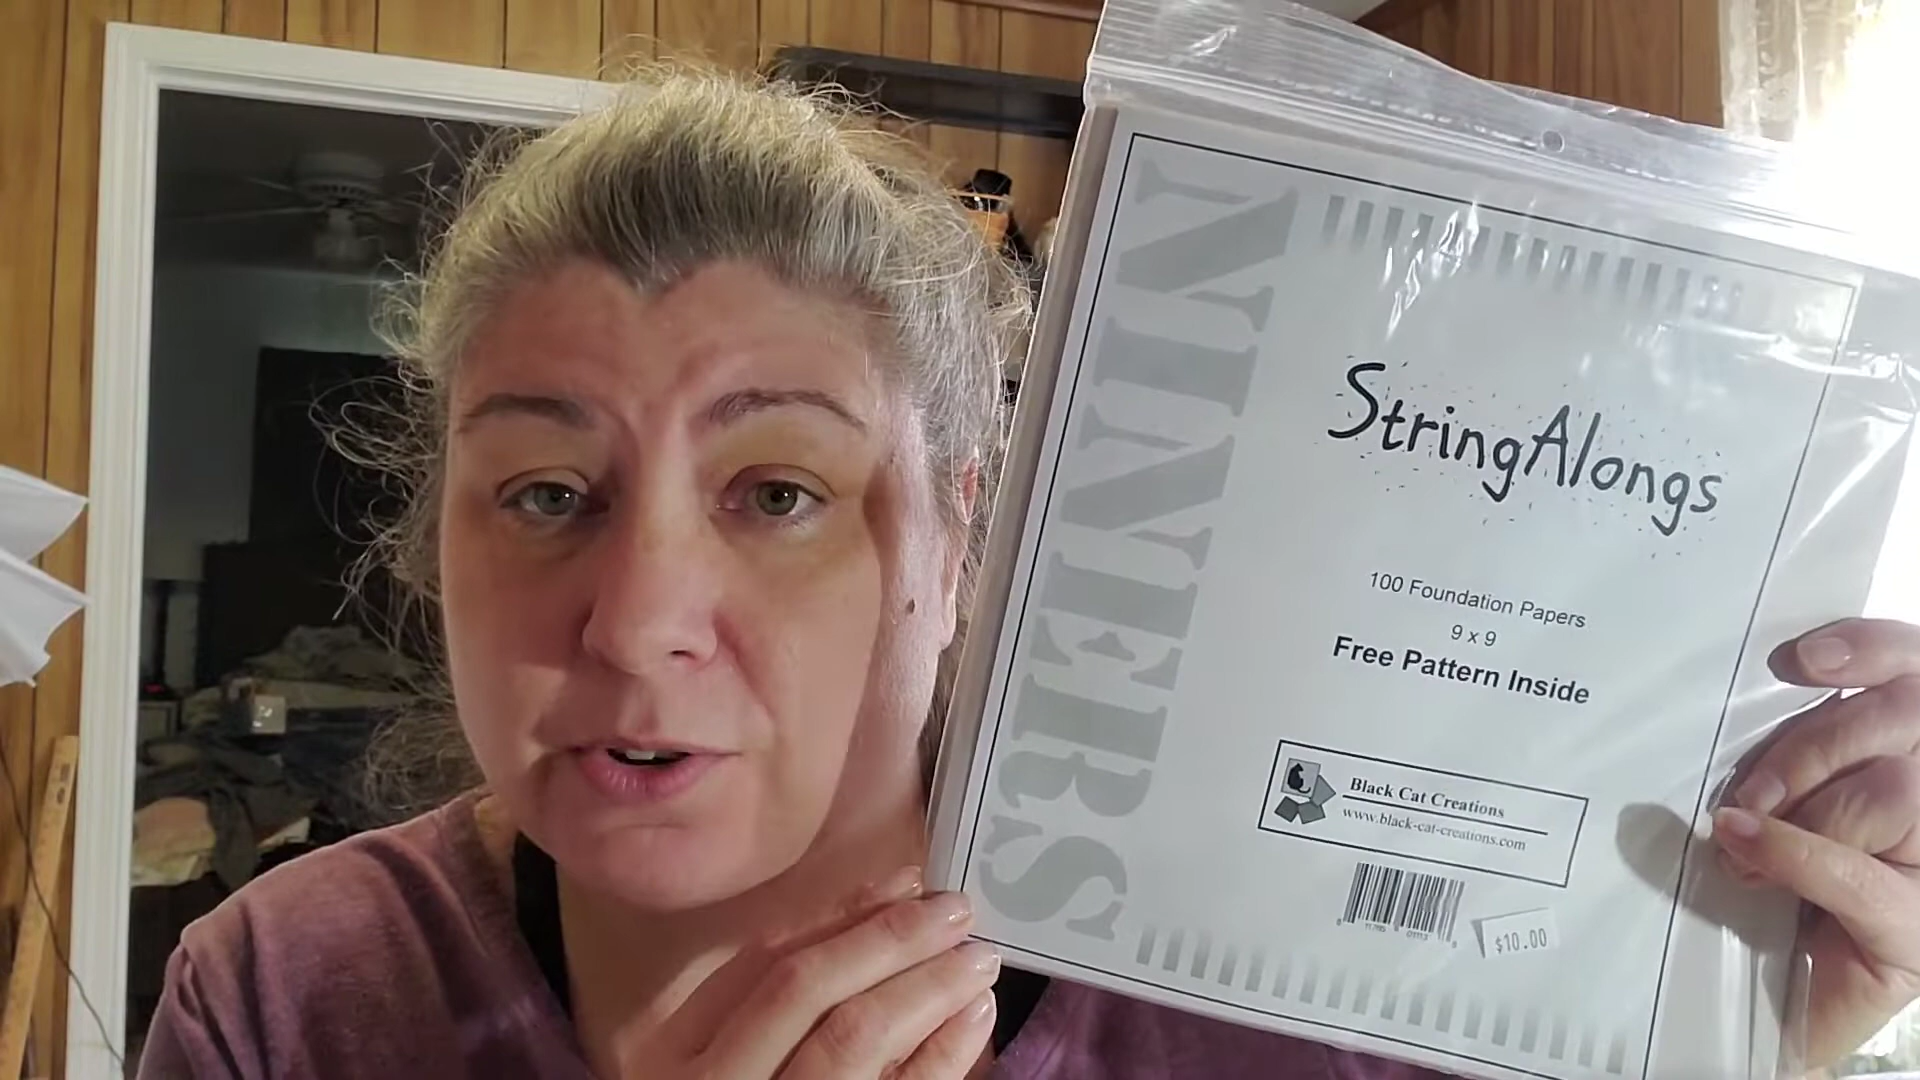 NINERS
StringAlongs
100 Foundation Papers
9 x 9
Free Pattern Inside
Black Cat Creations
www.black-cat-creations.com
$10.00